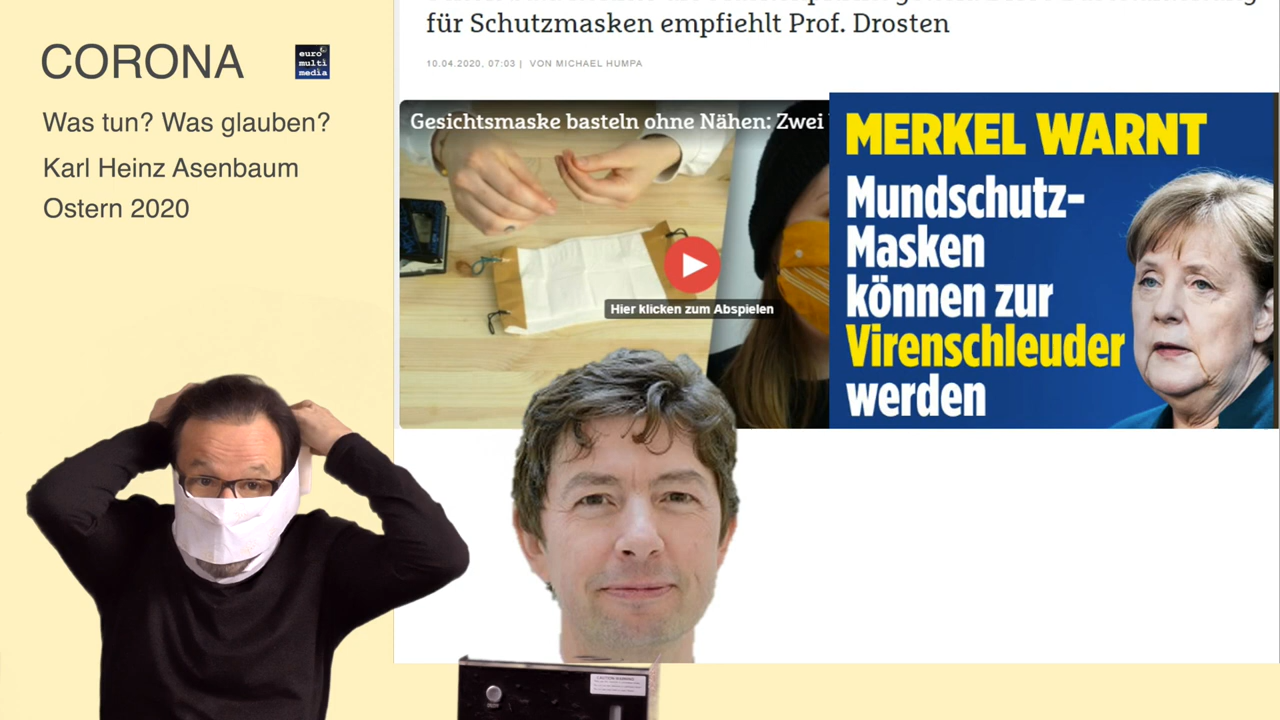 CORONA
euro
multi
media
Was tun? Was glauben?
Karl Heinz Asenbaum
Ostern 2020
für Schutzmasken empfiehlt Prof. Drosten
10.04.2020, 07:03 | VON MICHAEL HUMPA
Gesichtsmaske basteln ohne Nähen: Zwei
Hier klicken zum Abspielen
MERKEL WARNT
Mundschutz-
Masken
können zur
Virenschleuder
werden